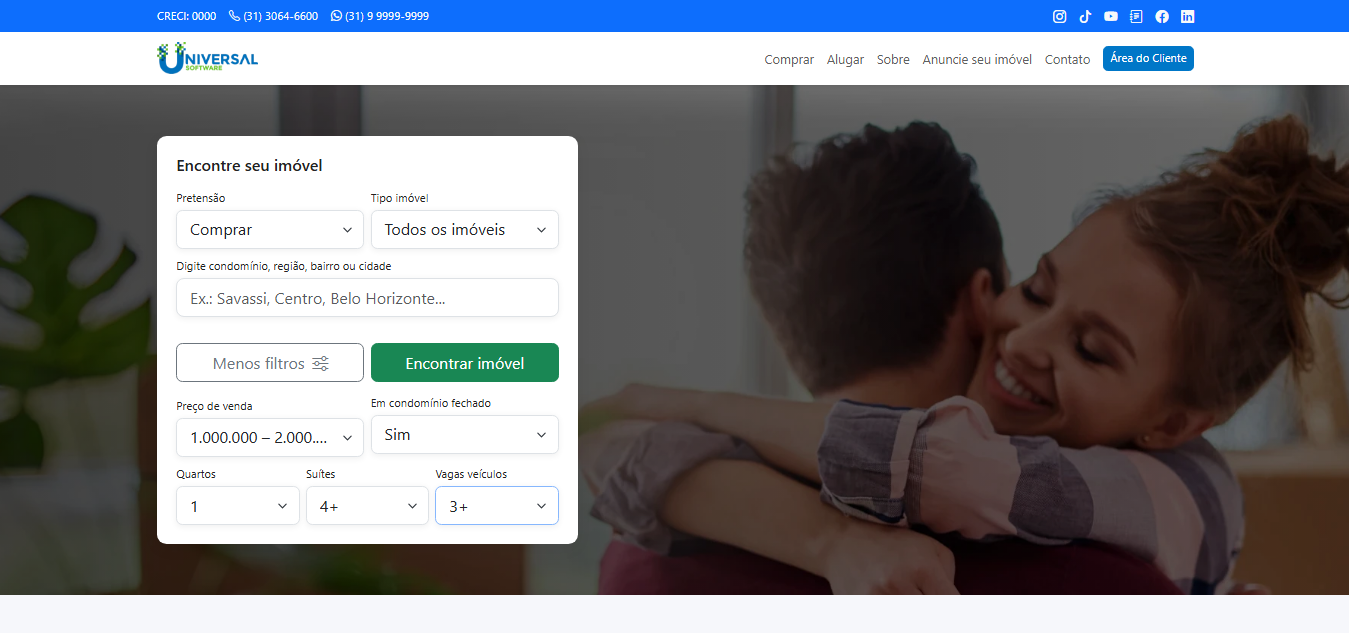 CRECI: 0000 (31) 3064-6600 (31) 9 9999-9999
UNIVERSAL
SOFTWARE
Comprar Alugar Sobre Anuncie seu imóvel Contato Área do Cliente
Encontre seu imóvel
Pretensão Tipo imóvel
Comprar Todos os imóveis
Digite condomínio, região, bairro ou cidade
Ex.: Savassi, Centro, Belo Horizonte...
Menos filtros Encontrar imóvel
Preço de venda Em condomínio fechado
1.000.000 – 2.000.... Sim
Quartos Suítes Vagas veículos
1 4+ 3+